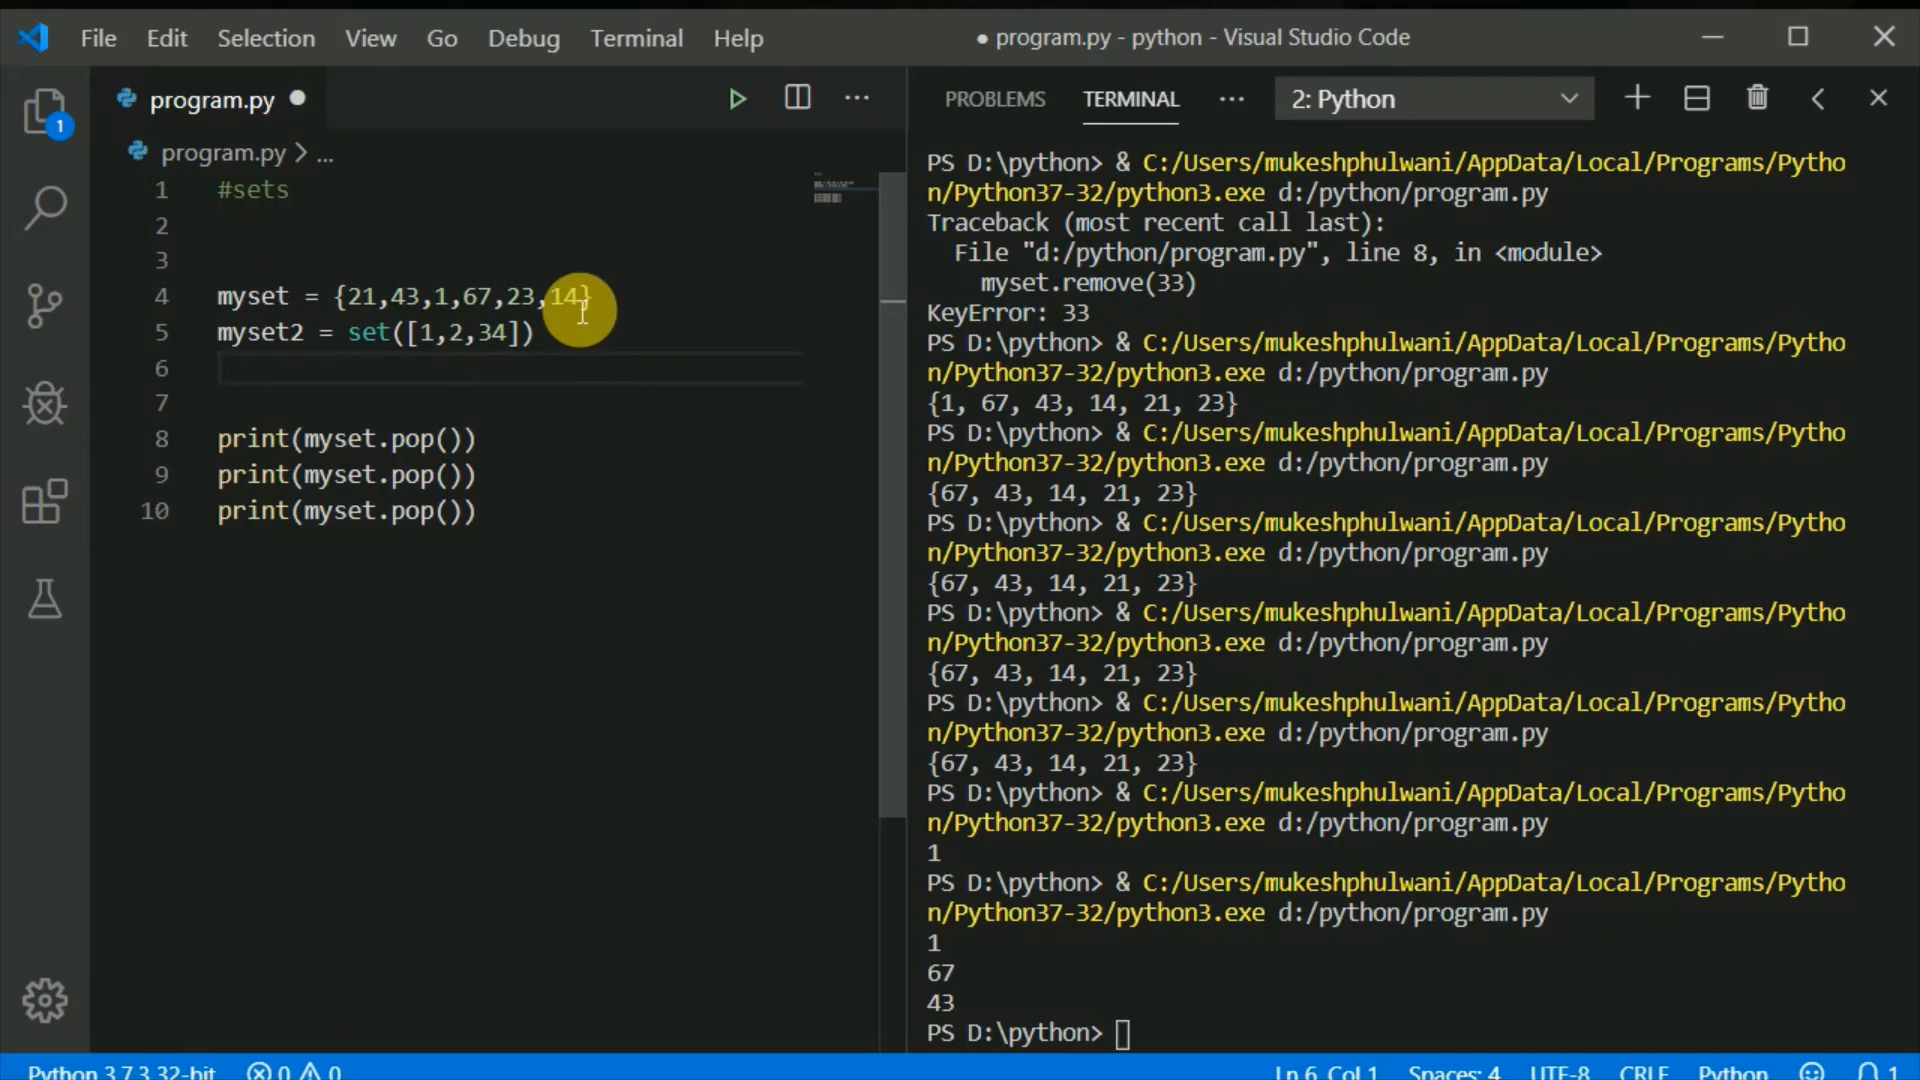 File Edit Selection View Go Debug Terminal Help
● program.py - python - Visual Studio Code
program.py
PROBLEMS TERMINAL ... 2: Python
1
program.py > ...
1 #sets
2
3
4 myset = {21,43,1,67,23,14}
5 myset2 = set([1,2,34])
6
7
8 print(myset.pop())
9 print(myset.pop())
10 print(myset.pop())
PS D:\python> & C:/Users/mukeshphulwani/AppData/Local/Programs/Pytho
n/Python37-32/python3.exe d:/python/program.py
Traceback (most recent call last):
File "d:/python/program.py", line 8, in <module>
myset.remove(33)
KeyError: 33
PS D:\python> & C:/Users/mukeshphulwani/AppData/Local/Programs/Pytho
n/Python37-32/python3.exe d:/python/program.py
{1, 67, 43, 14, 21, 23}
PS D:\python> & C:/Users/mukeshphulwani/AppData/Local/Programs/Pytho
n/Python37-32/python3.exe d:/python/program.py
{67, 43, 14, 21, 23}
PS D:\python> & C:/Users/mukeshphulwani/AppData/Local/Programs/Pytho
n/Python37-32/python3.exe d:/python/program.py
{67, 43, 14, 21, 23}
PS D:\python> & C:/Users/mukeshphulwani/AppData/Local/Programs/Pytho
n/Python37-32/python3.exe d:/python/program.py
{67, 43, 14, 21, 23}
PS D:\python> & C:/Users/mukeshphulwani/AppData/Local/Programs/Pytho
n/Python37-32/python3.exe d:/python/program.py
{67, 43, 14, 21, 23}
PS D:\python> & C:/Users/mukeshphulwani/AppData/Local/Programs/Pytho
n/Python37-32/python3.exe d:/python/program.py
1
PS D:\python> & C:/Users/mukeshphulwani/AppData/Local/Programs/Pytho
n/Python37-32/python3.exe d:/python/program.py
1
67
43
PS D:\python>
Python 3.7.3 32-bit 0 0 Ln 6, Col 1 Spaces: 4 UTF-8 CRLF Python 1